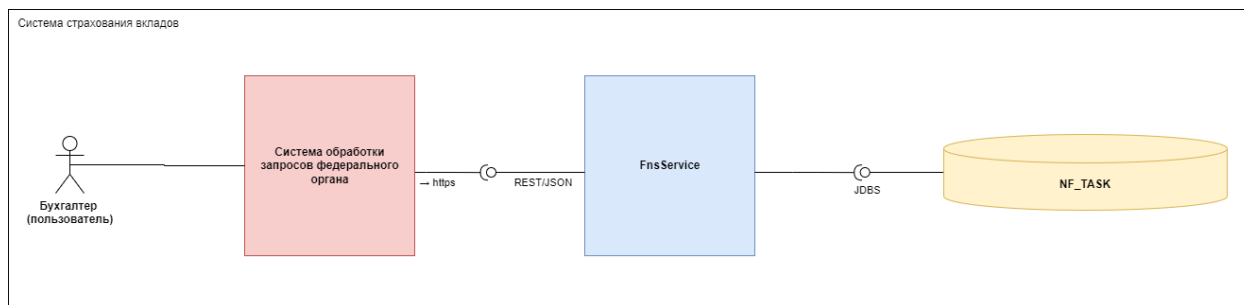 Система страхования вкладов
Бухгалтер
(пользователь)
Система обработки
запросов федерального
органа
→ https
REST/JSON
FnsService
JDBS
NF_TASK